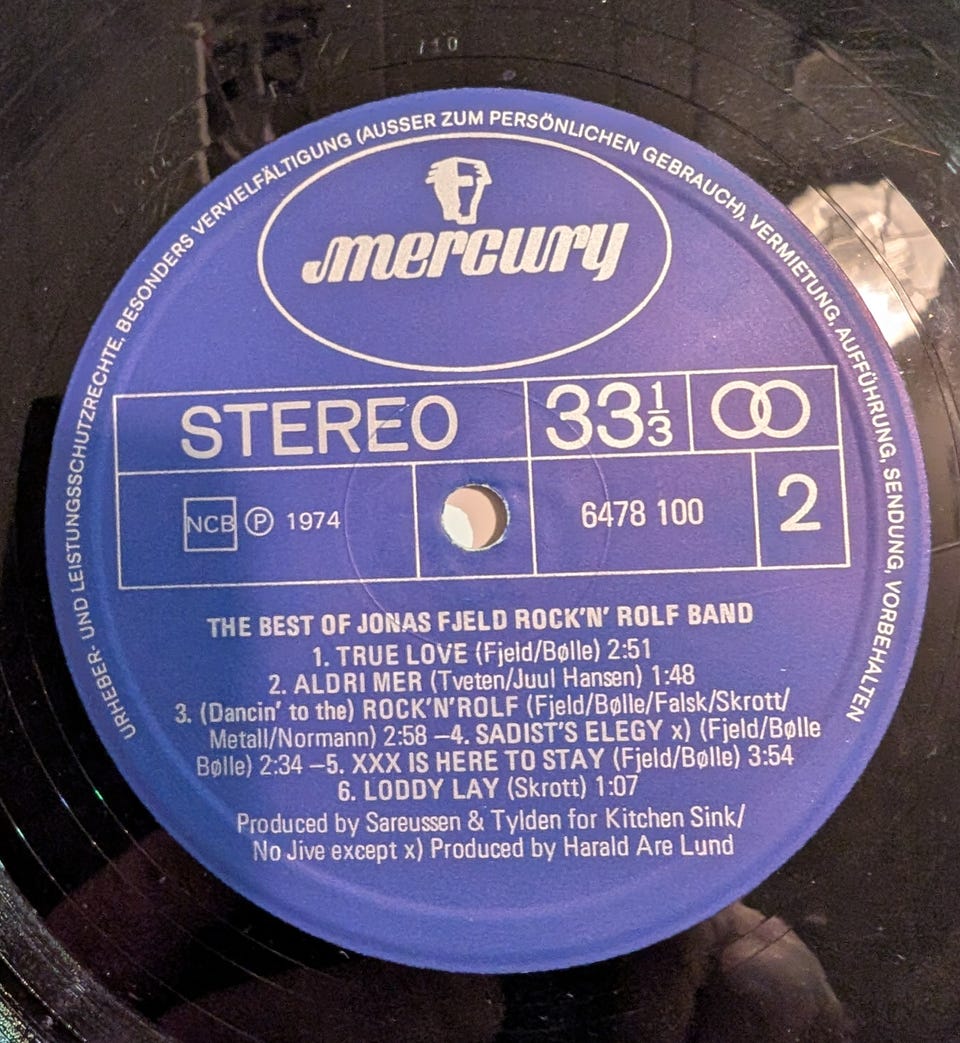 710
URHEBER- UND LEISTUNGSSCHUTZRECHTE, BESONDERS VERVIELFÄLTIGUNG (AUSSER ZUM PERSÖNLICHEN GEBRAUCH), VERMIETUNG, AUFFÜHRUNG, SENDUNG, VORBEHALTEN
mercury
STEREO 33 1/3
NCB Ⓟ 1974 6478 100 2
THE BEST OF JONAS FJELD ROCK'N' ROLF BAND
1. TRUE LOVE (Fjeld/Bølle) 2:51
2. ALDRI MER (Tveten/Juul Hansen) 1:48
3. (Dancin' to the) ROCK'N'ROLF (Fjeld/Bølle/Falsk/Skrott/
Metall/Normann) 2:58 –4. SADIST'S ELEGY x) (Fjeld/Bølle
Bølle) 2:34 –5. XXX IS HERE TO STAY (Fjeld/Bølle) 3:54
6. LODDY LAY (Skrott) 1:07
Produced by Sareussen & Tylden for Kitchen Sink/
No Jive except x) Produced by Harald Are Lund